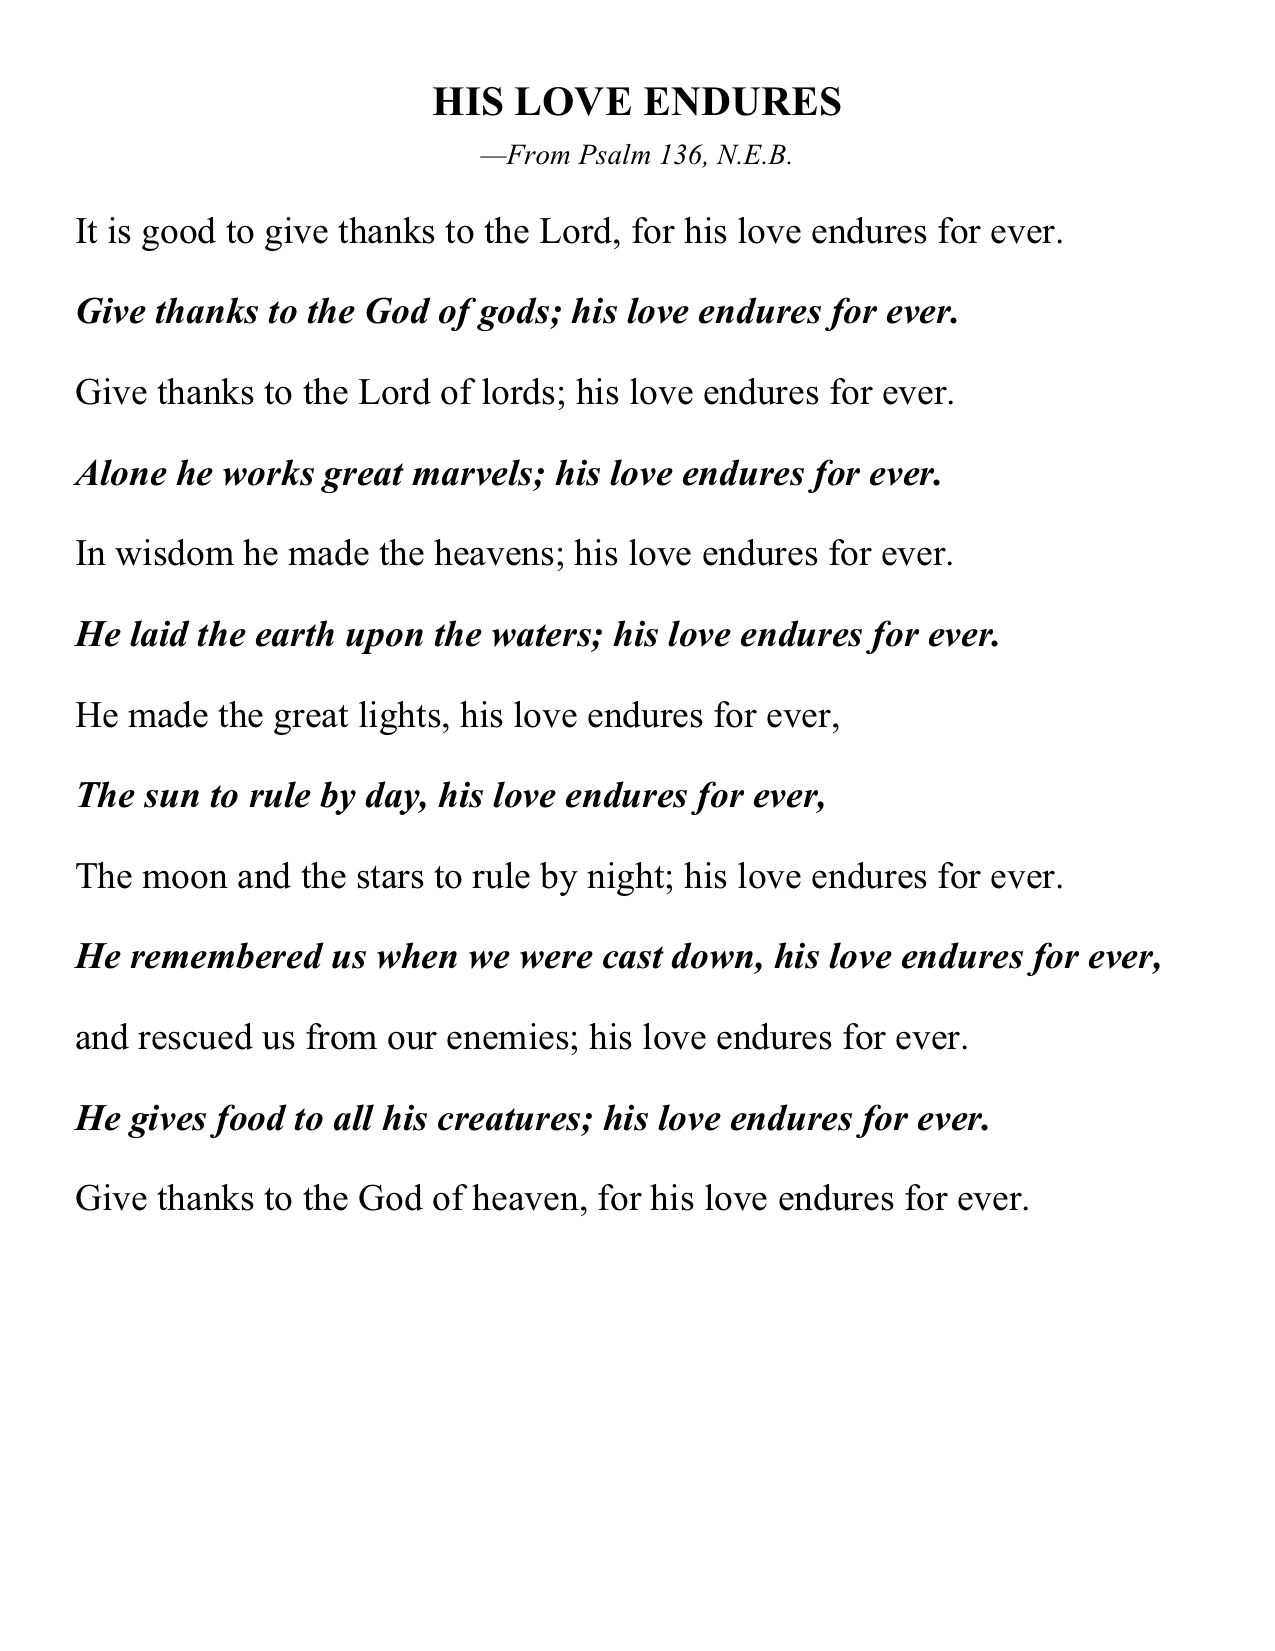 HIS LOVE ENDURES
—From Psalm 136, N.E.B.
It is good to give thanks to the Lord, for his love endures for ever.
Give thanks to the God of gods; his love endures for ever.
Give thanks to the Lord of lords; his love endures for ever.
Alone he works great marvels; his love endures for ever.
In wisdom he made the heavens; his love endures for ever.
He laid the earth upon the waters; his love endures for ever.
He made the great lights, his love endures for ever,
The sun to rule by day, his love endures for ever,
The moon and the stars to rule by night; his love endures for ever.
He remembered us when we were cast down, his love endures for ever,
and rescued us from our enemies; his love endures for ever.
He gives food to all his creatures; his love endures for ever.
Give thanks to the God of heaven, for his love endures for ever.